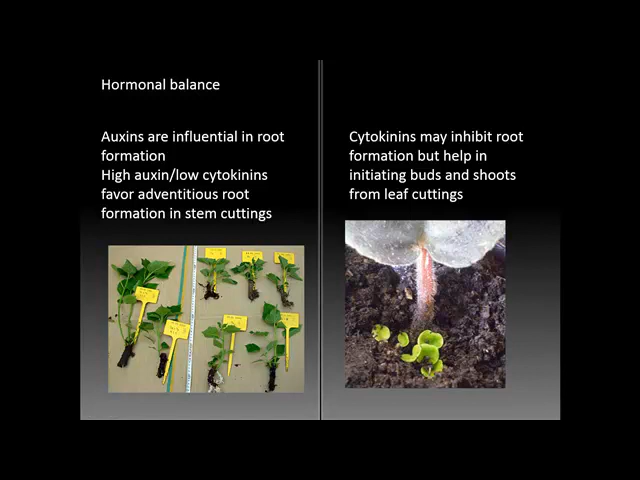 Hormonal balance
Auxins are influential in root
formation
High auxin/low cytokinins
favor adventitious root
formation in stem cuttings
Cytokinins may inhibit root
formation but help in
initiating buds and shoots
from leaf cuttings